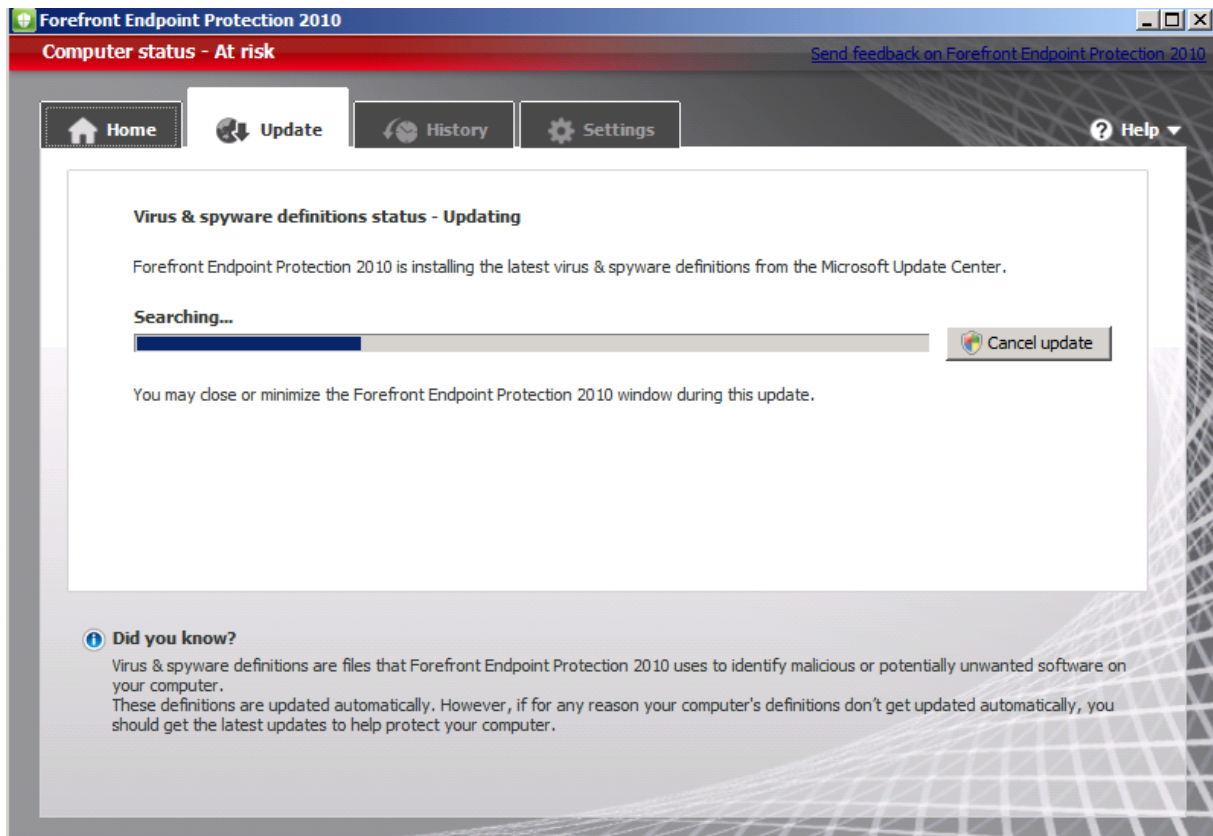 Forefront Endpoint Protection 2010
Computer status - At risk
Send feedback on Forefront Endpoint Protection 2010
Home
Update
History
Settings
Help
Virus & spyware definitions status - Updating
Forefront Endpoint Protection 2010 is installing the latest virus & spyware definitions from the Microsoft Update Center.
Searching...
Cancel update
You may close or minimize the Forefront Endpoint Protection 2010 window during this update.
Did you know?
Virus & spyware definitions are files that Forefront Endpoint Protection 2010 uses to identify malicious or potentially unwanted software on
your computer.
These definitions are updated automatically. However, if for any reason your computer's definitions don't get updated automatically, you
should get the latest updates to help protect your computer.